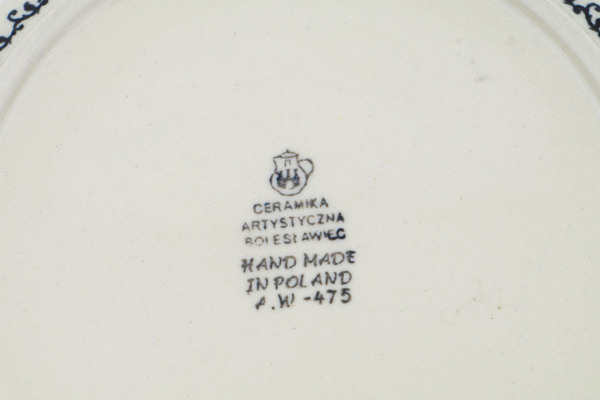 CERAMIKA
ARTYSTYCZNA
BOLESŁAWIEC
HAND MADE
IN POLAND
A.W-475